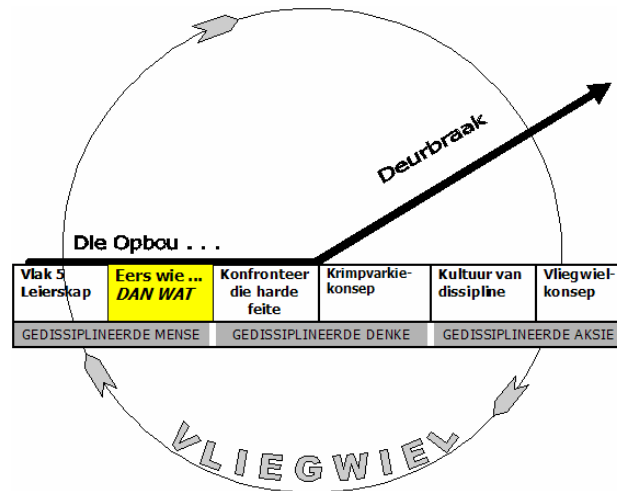 Deurbraak
Die Opbou . . .
Vlak 5
Leierskap
Eers wie ...
DAN WAT
Konfronteer
die harde
feite
Krimpvarkie-
konsep
Kultuur van
dissipline
Vliegwiel-
konsep
GEDISSIPLINEERDE MENSE
GEDISSIPLINEERDE DENKE
GEDISSIPLINEERDE AKSIE
VLIEGWIEL